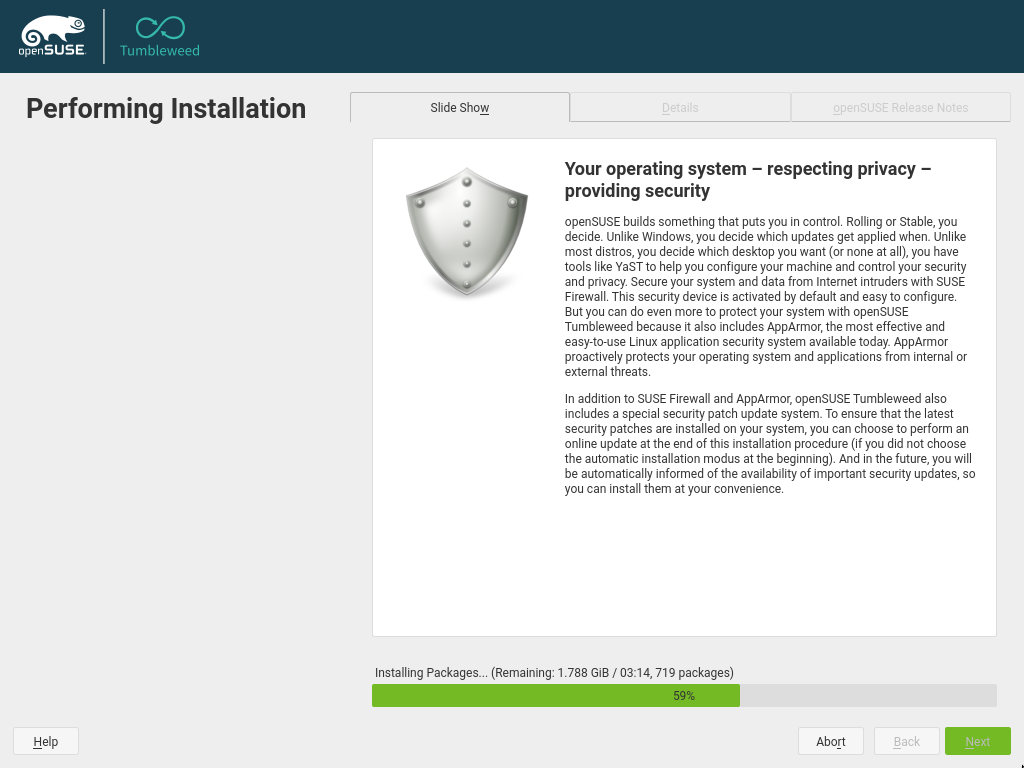 openSUSE
Tumbleweed
Performing Installation
Slide Show
Details
openSUSE Release Notes
Your operating system – respecting privacy –
providing security
openSUSE builds something that puts you in control. Rolling or Stable, you
decide. Unlike Windows, you decide which updates get applied when. Unlike
most distros, you decide which desktop you want (or none at all), you have
tools like YaST to help you configure your machine and control your security
and privacy. Secure your system and data from Internet intruders with SUSE
Firewall. This security device is activated by default and easy to configure.
But you can do even more to protect your system with openSUSE
Tumbleweed because it also includes AppArmor, the most effective and
easy-to-use Linux application security system available today. AppArmor
proactively protects your operating system and applications from internal or
external threats.
In addition to SUSE Firewall and AppArmor, openSUSE Tumbleweed also
includes a special security patch update system. To ensure that the latest
security patches are installed on your system, you can choose to perform an
online update at the end of this installation procedure (if you did not choose
the automatic installation modus at the beginning). And in the future, you will
be automatically informed of the availability of important security updates, so
you can install them at your convenience.
Installing Packages... (Remaining: 1.788 GiB / 03:14, 719 packages)
59%
Help
Abort
Back
Next